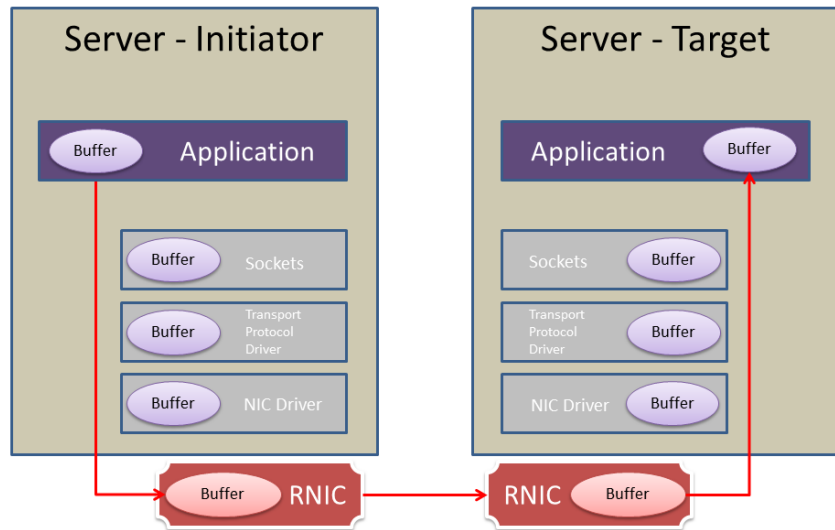 Server - Initiator
Buffer
Application
Buffer
Sockets
Buffer
Transport
Protocol
Driver
Buffer
NIC Driver
Buffer
RNIC
Server - Target
Application
Buffer
Sockets
Buffer
Transport
Protocol
Driver
Buffer
NIC Driver
Buffer
RNIC
Buffer